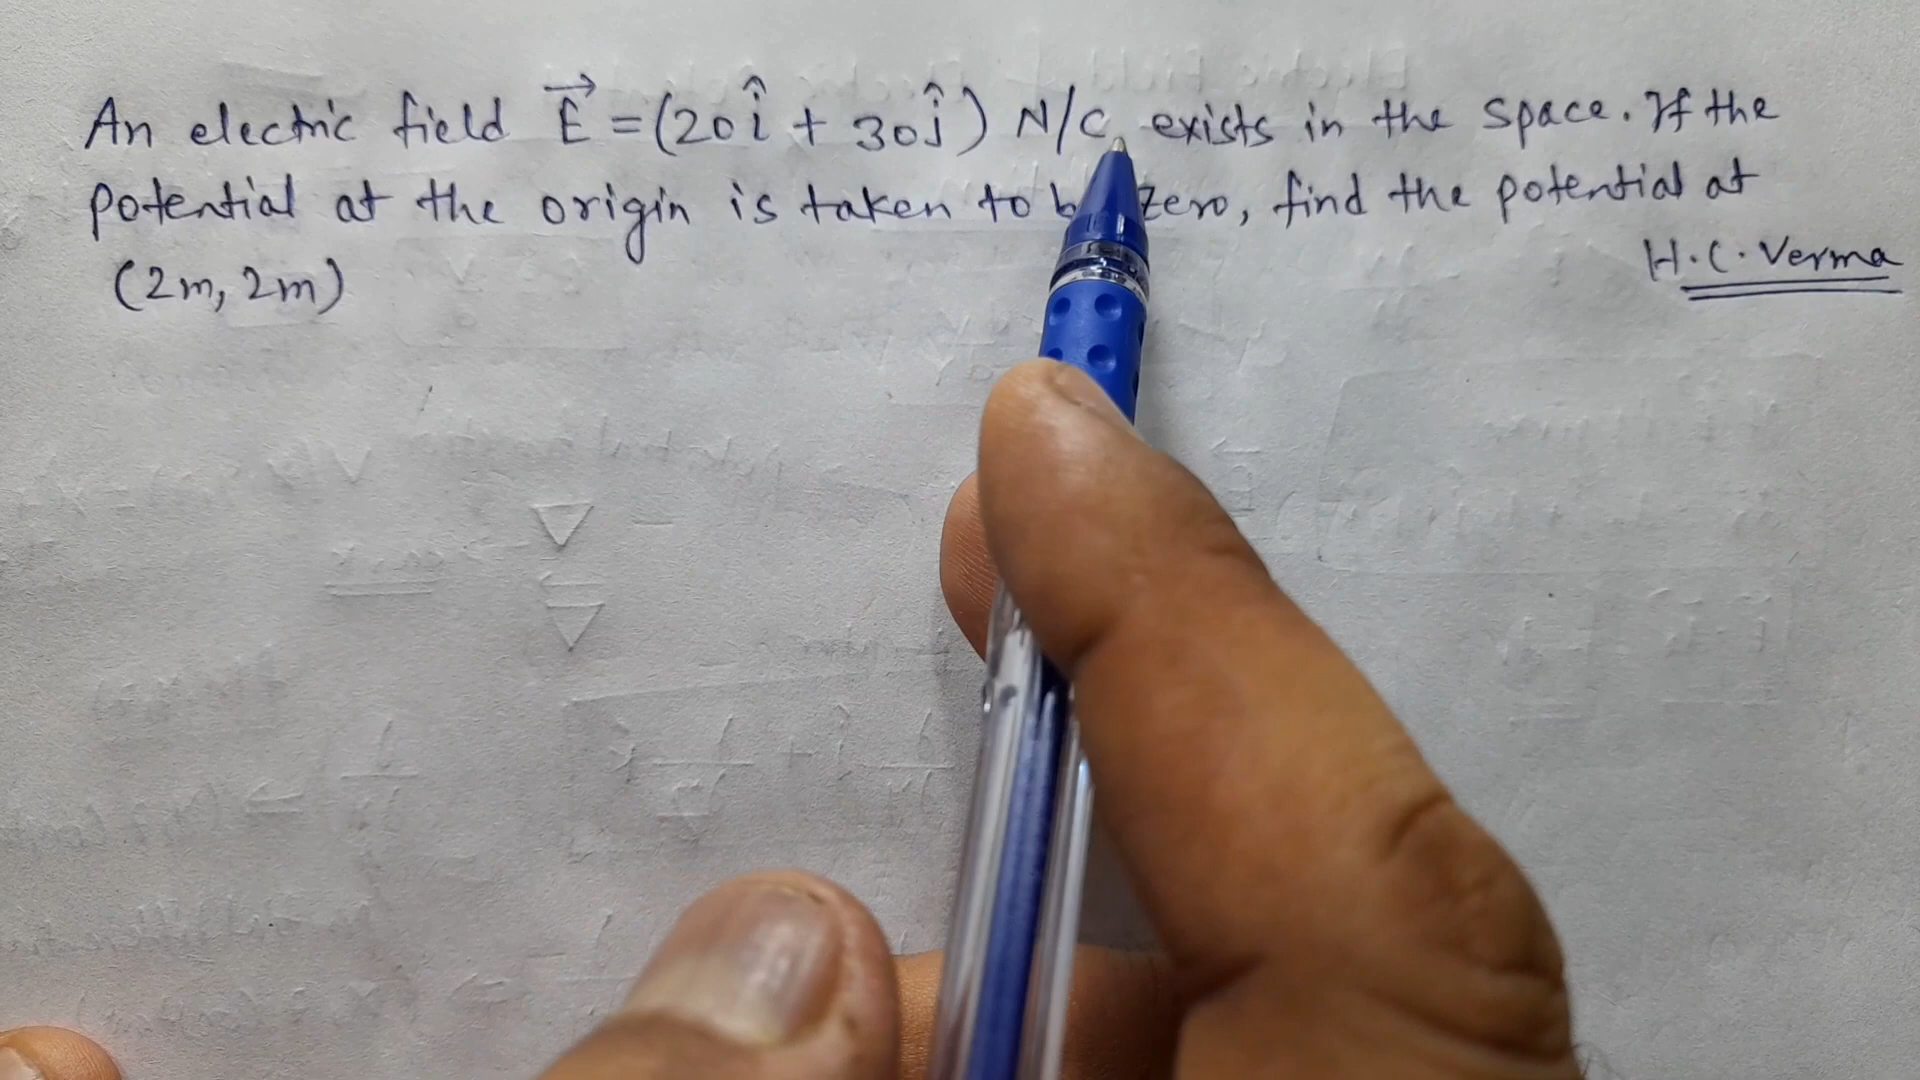 An electric field E⃗ = (20î + 30ĵ) N/C exists in the space. If the
potential at the origin is taken to b zero, find the potential at
(2m, 2m)
H.C. Verma